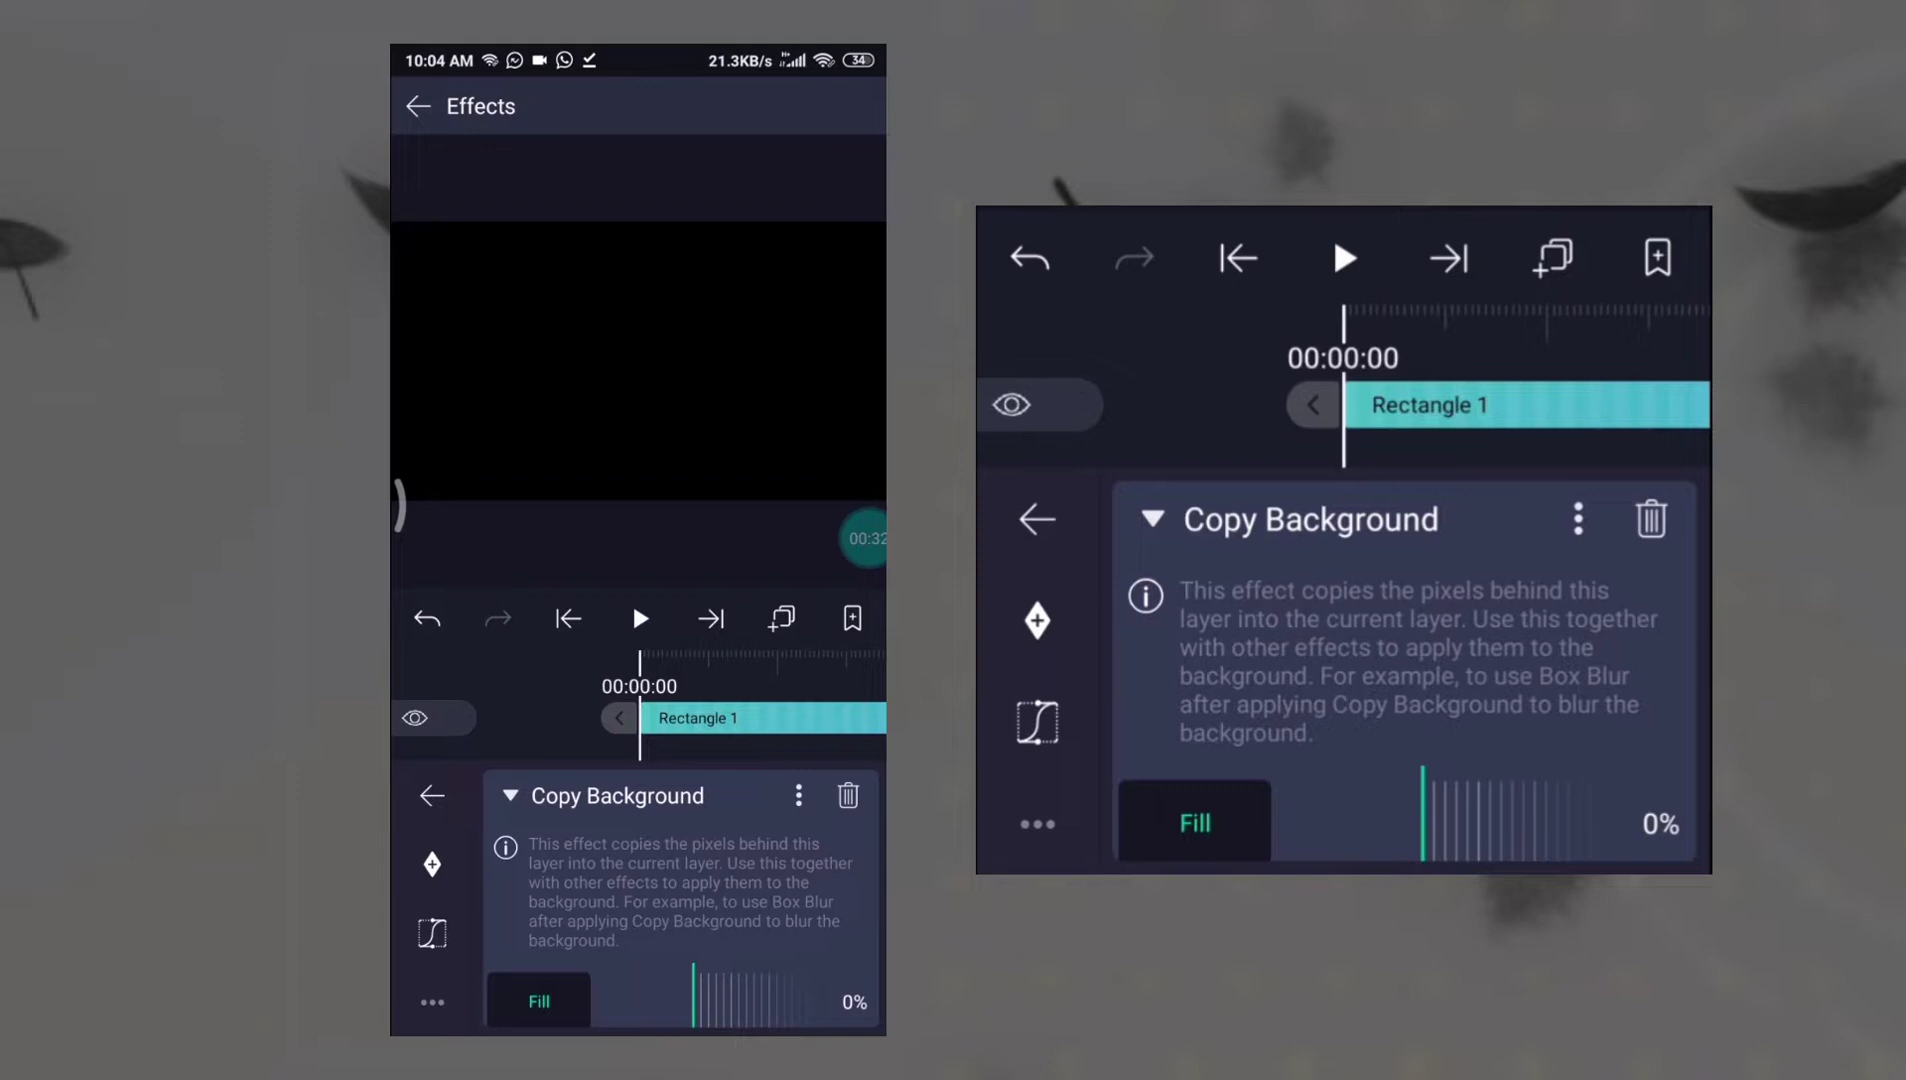 10:04 AM
21.3KB/s
34
Effects
00:32
00:00:00
Rectangle 1
Copy Background
This effect copies the pixels behind this
layer into the current layer. Use this together
with other effects to apply them to the
background. For example, to use Box Blur
after applying Copy Background to blur the
background.
Fill
0%
00:00:00
Rectangle 1
Copy Background
This effect copies the pixels behind this
layer into the current layer. Use this together
with other effects to apply them to the
background. For example, to use Box Blur
after applying Copy Background to blur the
background.
Fill
0%